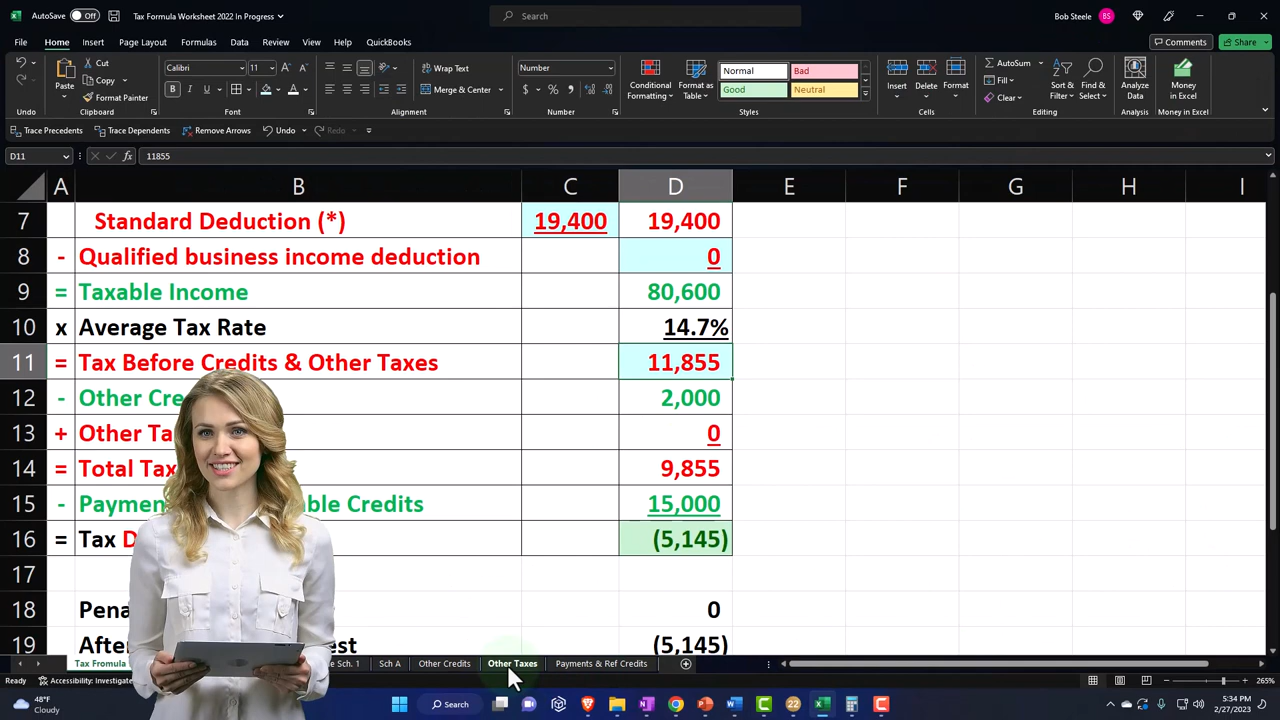 AutoSave Off Tax Formula Worksheet 2022 In Progress Search Bob Steele BS
File Home Insert Page Layout Formulas Data Review View Help QuickBooks Comments Share
Cut Calibri 11 Wrap Text Number Normal Bad AutoSum
Paste Copy Conditional Formatting Format as Table Good Neutral Insert Delete Format Fill Sort & Filter Find & Select Analyze Data Money in Excel
Format Painter B I U Merge & Center $ % Clear
Undo Clipboard Font Alignment Number Styles Cells Editing Analysis Money in Excel
Trace Precedents Trace Dependents Remove Arrows Undo Redo
D11 fx 11855
A B C D E F G H I
7 Standard Deduction (*) 19,400 19,400
8 - Qualified business income deduction 0
9 = Taxable Income 80,600
10 x Average Tax Rate 14.7%
11 = Tax Before Credits & Other Taxes 11,855
12 - Other Cre 2,000
13 + Other Ta 0
14 = Total Tax 9,855
15 - Paymen able Credits 15,000
16 = Tax D (5,145)
17
18 Pena 0
19 After est (5,145)
Tax Fromula e Sch. 1 Sch A Other Credits Other Taxes Payments & Ref Credits
Ready Accessibility: Investigate 265%
48°F
Cloudy
Search
22
5:34 PM
2/27/2023